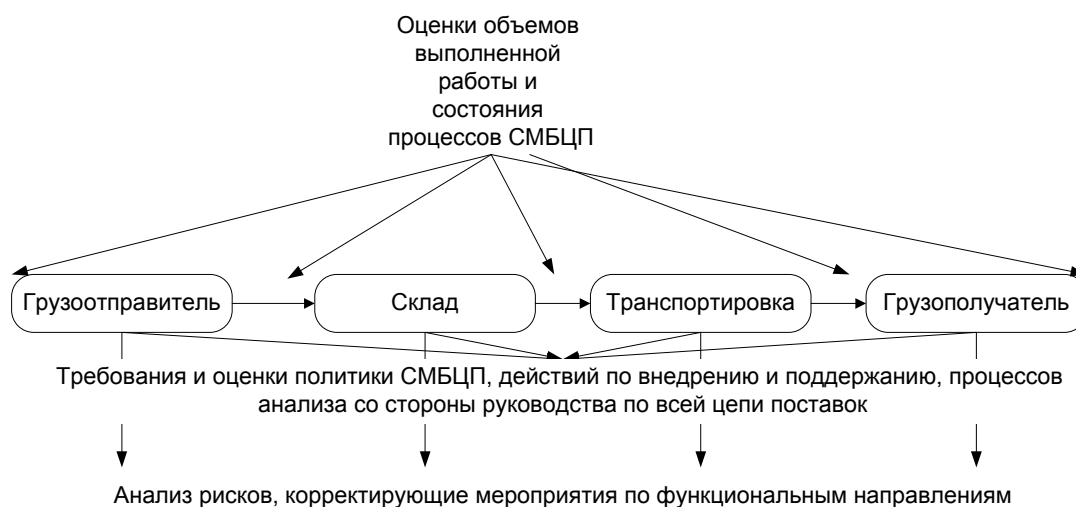 Оценки объемов
выполненной
работы и
состояния
процессов СМБЦП
Грузоотправитель
Склад
Транспортировка
Грузополучатель
Требования и оценки политики СМБЦП, действий по внедрению и поддержанию, процессов
анализа со стороны руководства по всей цепи поставок
Анализ рисков, корректирующие мероприятия по функциональным направлениям